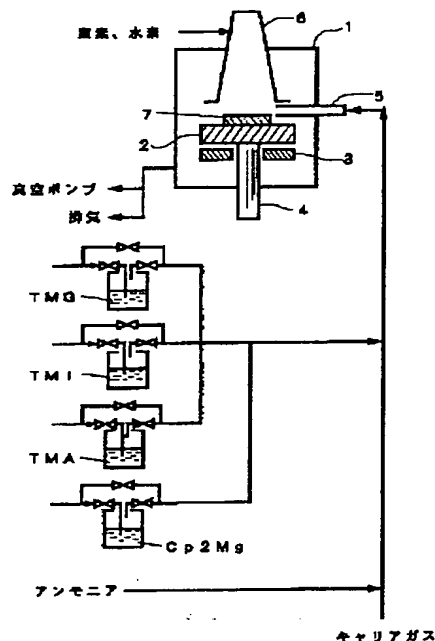 6
窒素、水素
1
5
7
2
3
真空ポンプ
4
排気
TMG
TMI
TMA
Cp2Mg
アンモニア
キャリアガス